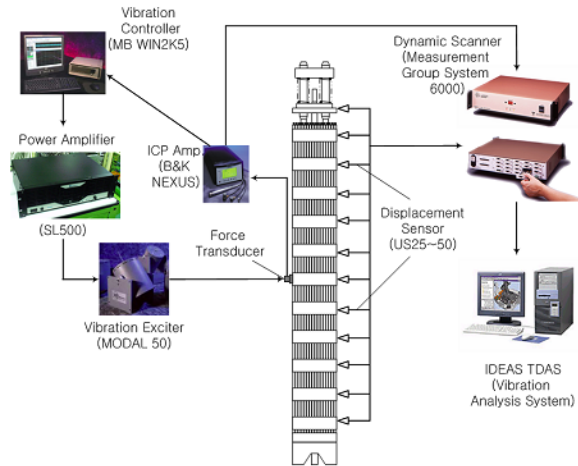 Vibration
Controller
(MB WIN2K5)
Dynamic Scanner
(Measurement
Group System
6000)
Power Amplifier
ICP Amp.
(B&K
NEXUS)
(SL500)
Displacement
Sensor
(US25~50)
Force
Transducer
Vibration Exciter
(MODAL 50)
IDEAS TDAS
(Vibration
Analysis System)